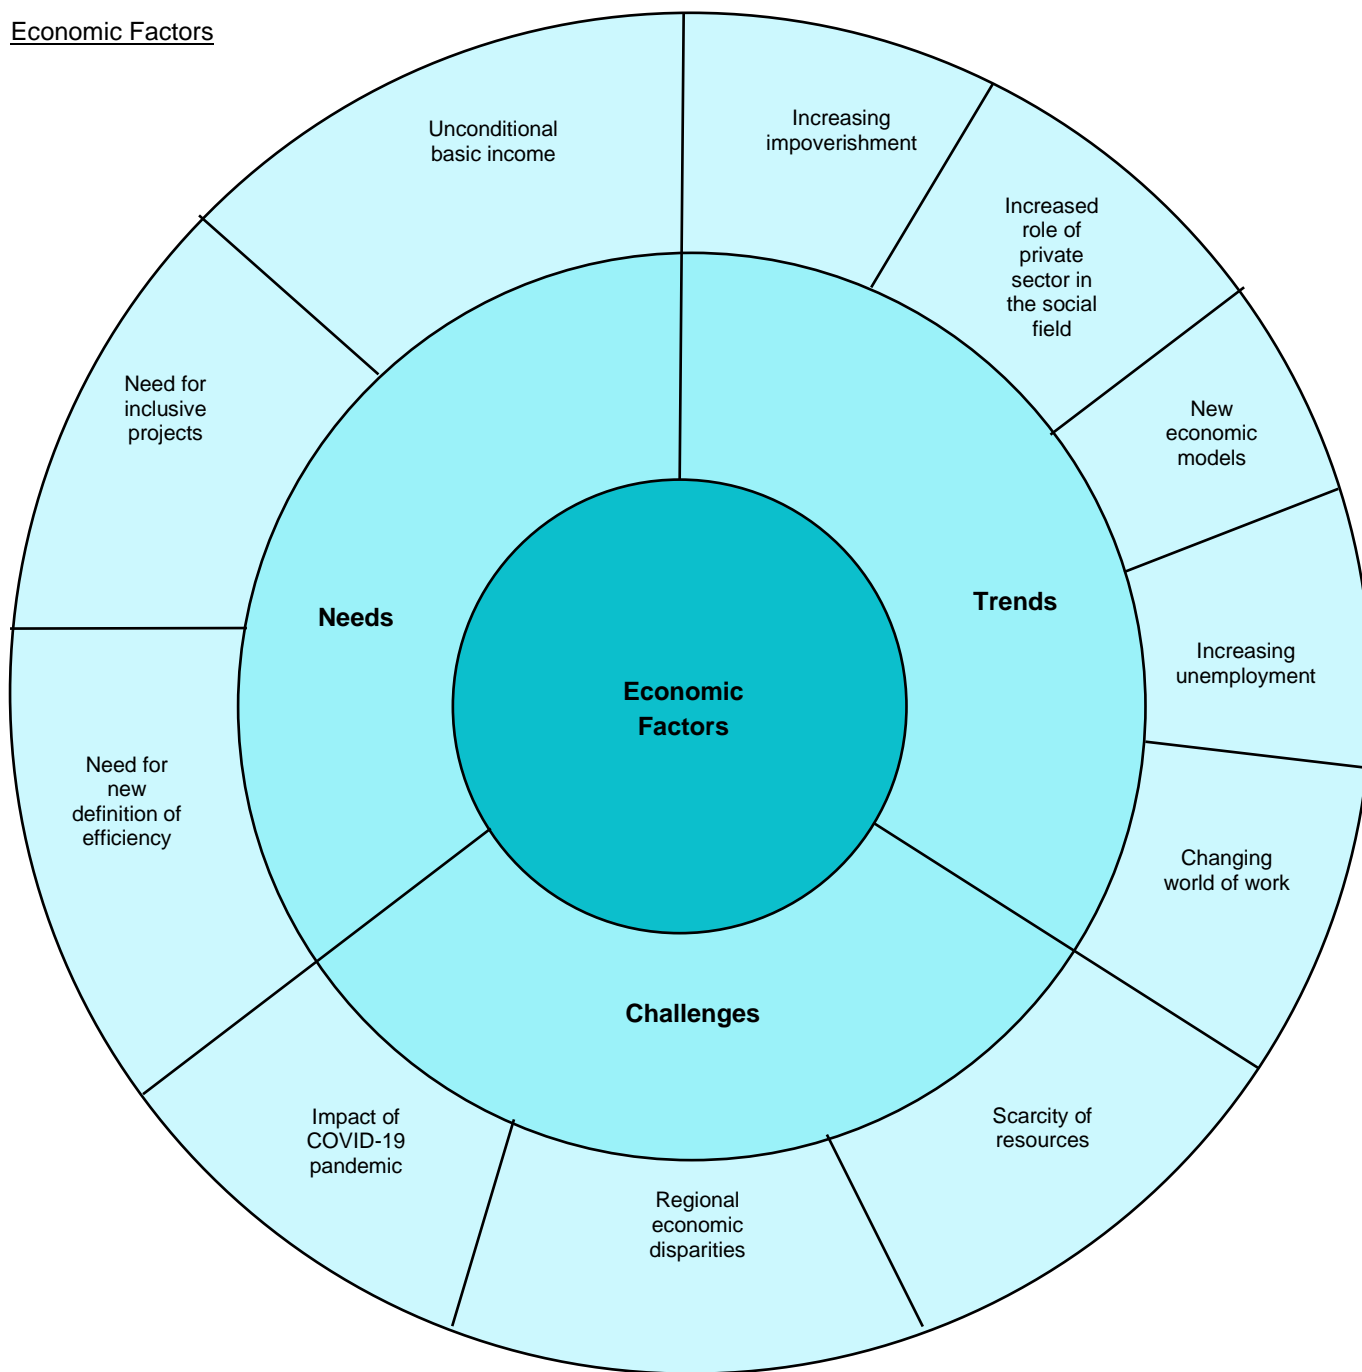 Economic Factors
Unconditional
basic income
Increasing
impoverishment
Increased
role of
private
sector in
the social
field
Need for
inclusive
projects
New
economic
models
Needs
Trends
Increasing
unemployment
Economic
Factors
Need for
new
definition of
efficiency
Changing
world of work
Challenges
Impact of
COVID-19
pandemic
Scarcity of
resources
Regional
economic
disparities